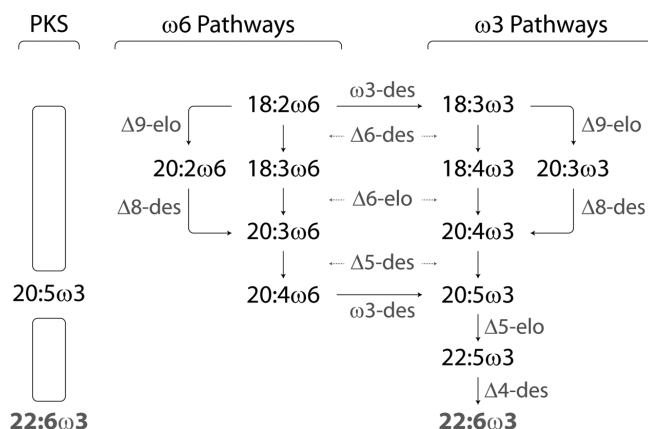 PKS ω6 Pathways ω3 Pathways
18:2ω6 ω3-des 18:3ω3
Δ9-elo Δ6-des Δ9-elo
20:2ω6 18:3ω6 18:4ω3 20:3ω3
Δ8-des Δ6-elo Δ8-des
20:3ω6 20:4ω3
Δ5-des
20:5ω3 20:4ω6 ω3-des 20:5ω3
Δ5-elo
22:5ω3
Δ4-des
22:6ω3 22:6ω3